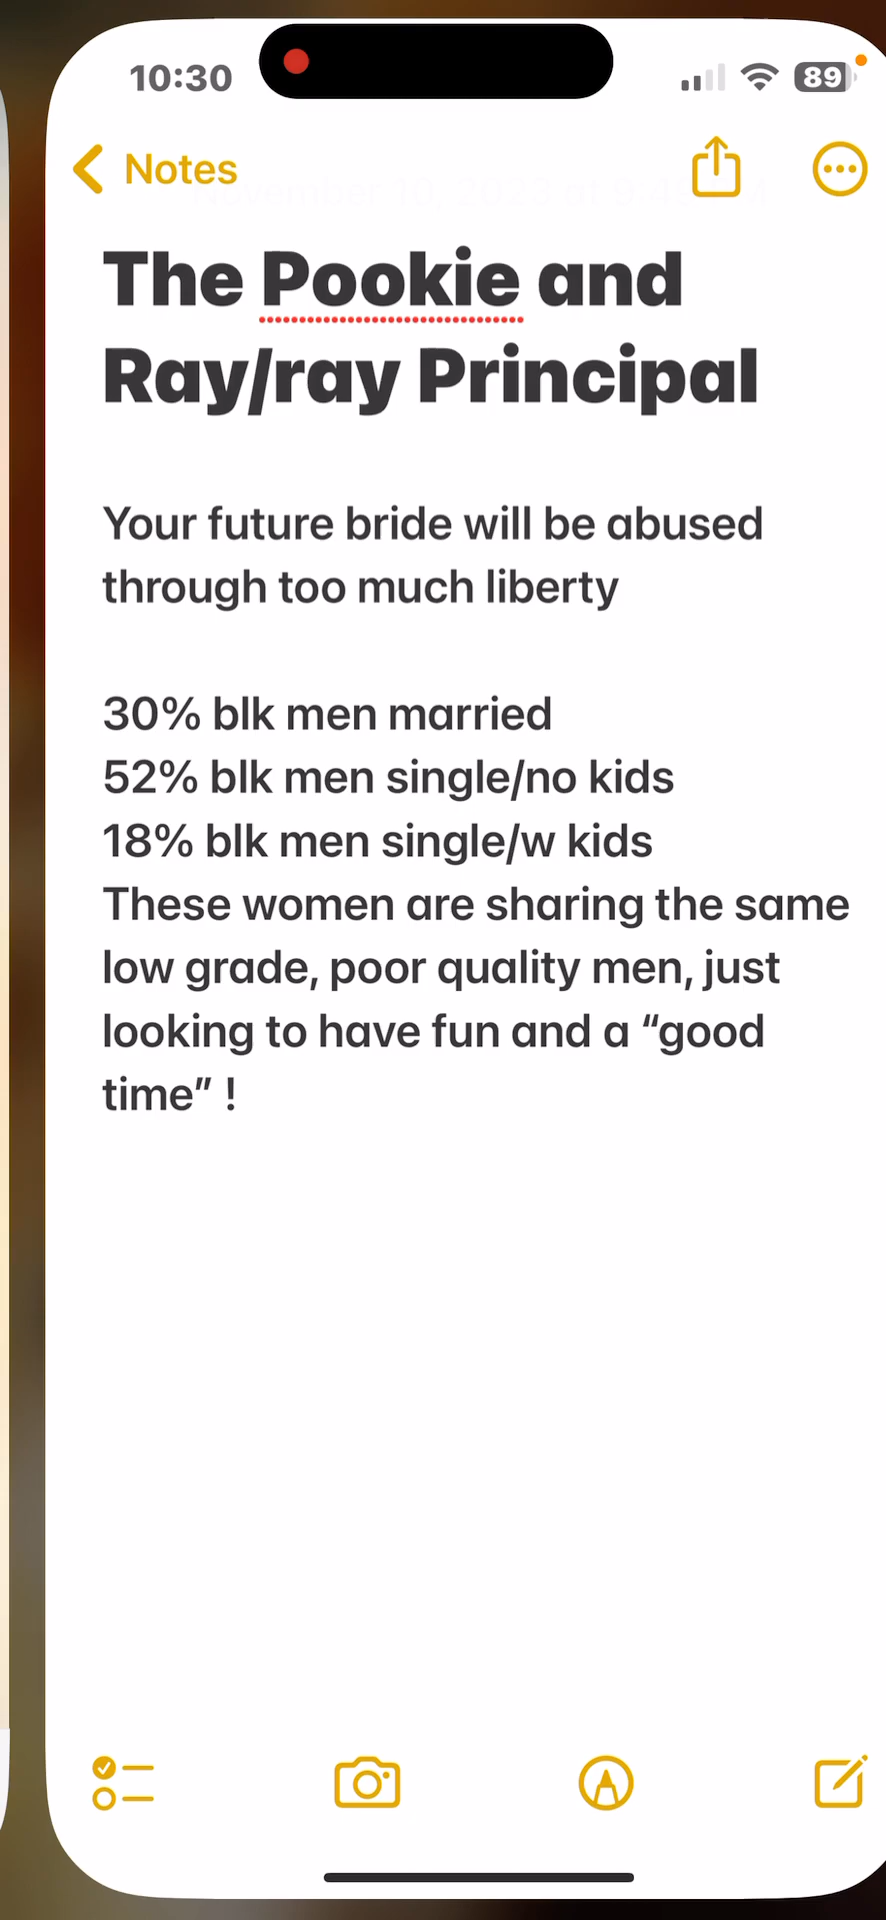 10:30
89
Notes
The Pookie and
Ray/ray Principal
Your future bride will be abused
through too much liberty
30% blk men married
52% blk men single/no kids
18% blk men single/w kids
These women are sharing the same
low grade, poor quality men, just
looking to have fun and a “good
time” !